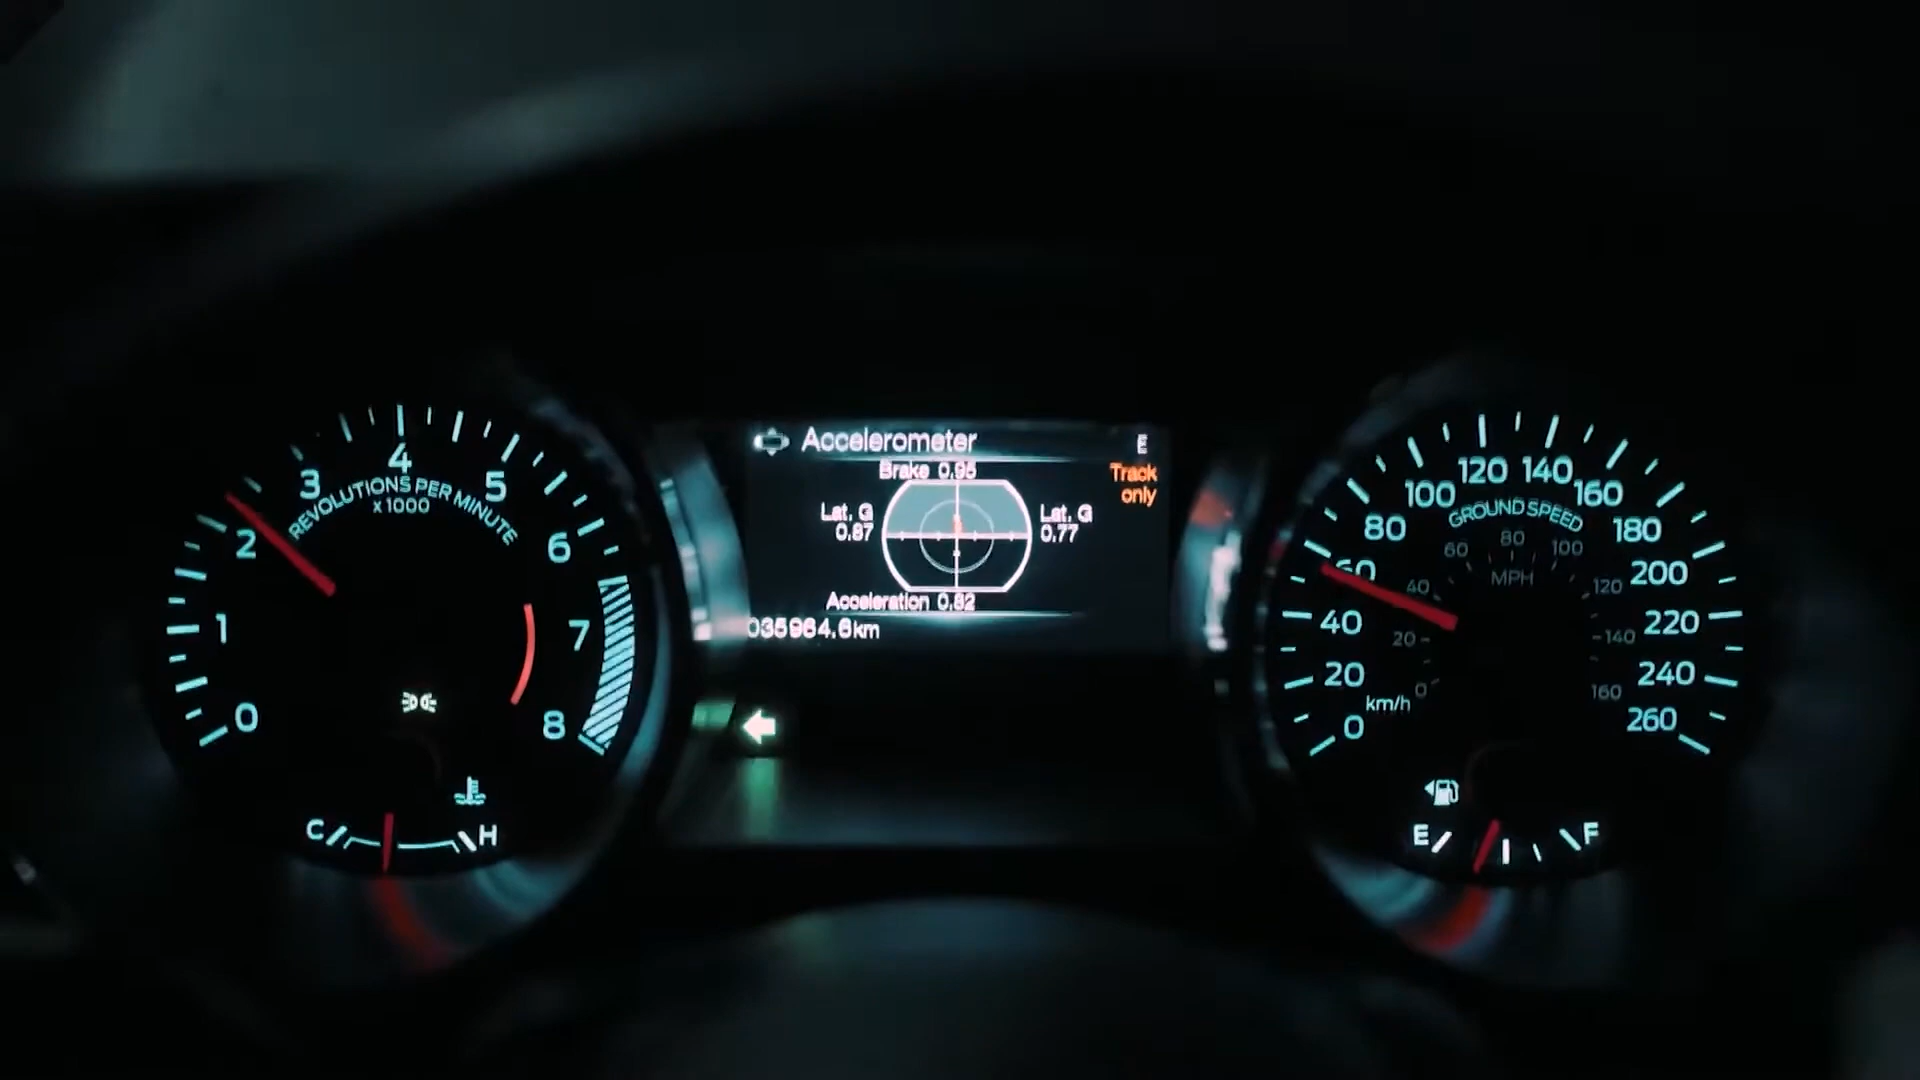 Accelerometer
E
Track
only
Brake 0.95
Lat. G
0.87
Lat. G
0.77
Acceleration 0.82
035964.6km
0
1
2
3
4
5
6
7
8
REVOLUTIONS PER MINUTE
x 1000
C
H
0
20
40
60
80
100
120
140
160
180
200
220
240
260
GROUND SPEED
km/h
MPH
0
20
40
60
80
100
120
140
160
E
F